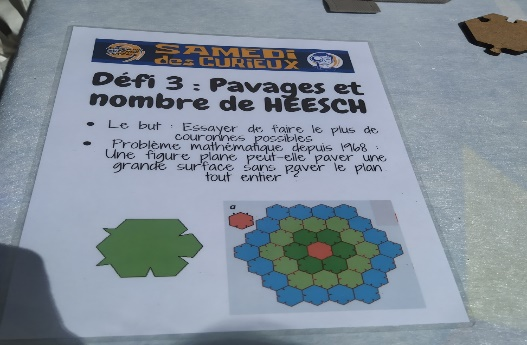 SAMEDI
des CURIEUX
Défi 3 : Pavages et
nombre de HEESCH
• Le but : Essayer de faire le plus de
couronnes possibles
• Problème mathématique depuis 1968 :
Une figure plane peut-elle paver une
grande surface sans paver le plan
tout entier ?
a